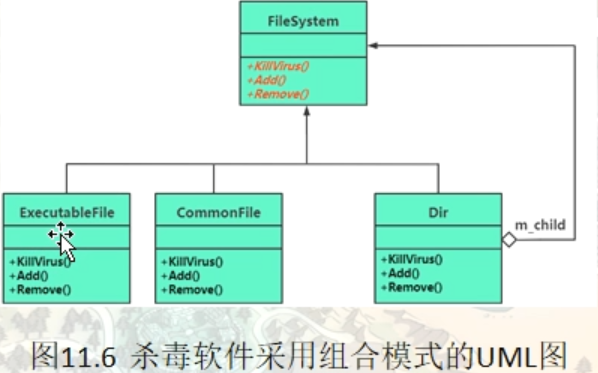 FileSystem
+KillVirus()
+Add()
+Remove()
ExecutableFile
+KillVirus()
+Add()
+Remove()
CommonFile
+KillVirus()
+Add()
+Remove()
Dir
+KillVirus()
+Add()
+Remove()
m_child
图11.6 杀毒软件采用组合模式的UML图